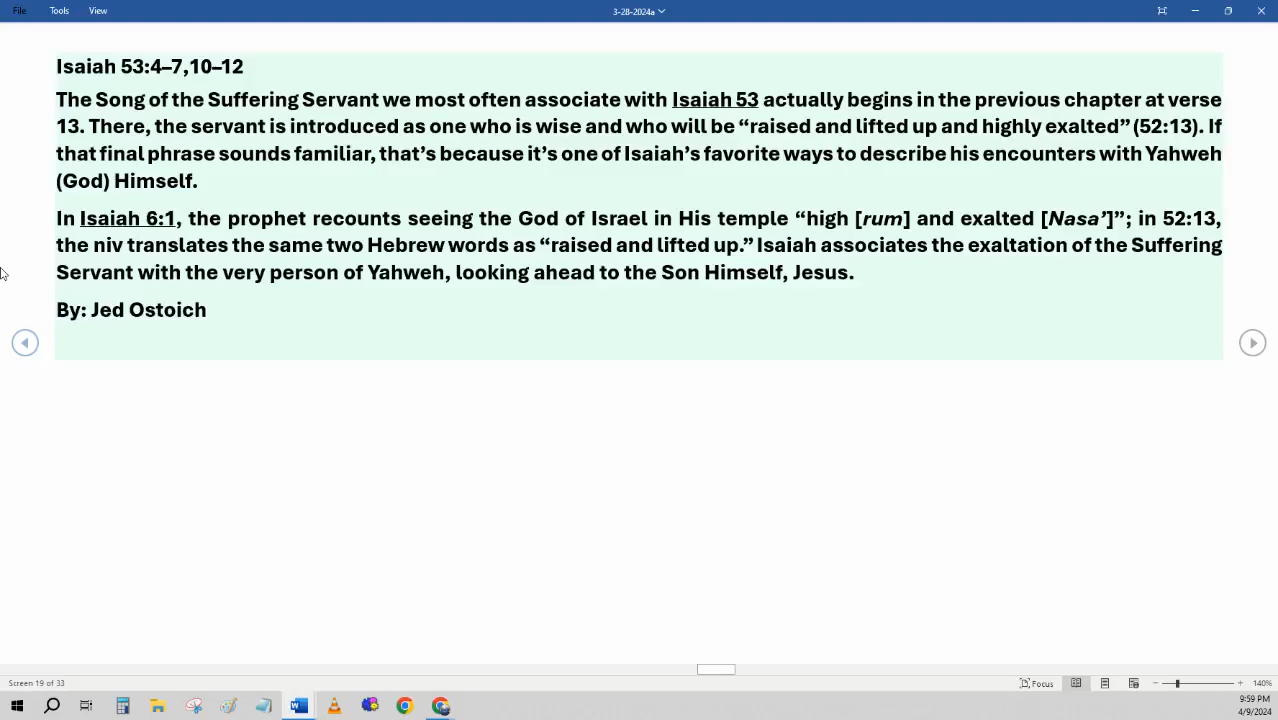 File Tools View 3-28-2024a
Isaiah 53:4–7,10–12
The Song of the Suffering Servant we most often associate with Isaiah 53 actually begins in the previous chapter at verse
13. There, the servant is introduced as one who is wise and who will be “raised and lifted up and highly exalted” (52:13). If
that final phrase sounds familiar, that’s because it’s one of Isaiah’s favorite ways to describe his encounters with Yahweh
(God) Himself.
In Isaiah 6:1, the prophet recounts seeing the God of Israel in His temple “high [rum] and exalted [Nasa’]”; in 52:13,
the niv translates the same two Hebrew words as “raised and lifted up.” Isaiah associates the exaltation of the Suffering
Servant with the very person of Yahweh, looking ahead to the Son Himself, Jesus.
By: Jed Ostoich
Screen 19 of 33 Focus 140%
9:59 PM
4/9/2024